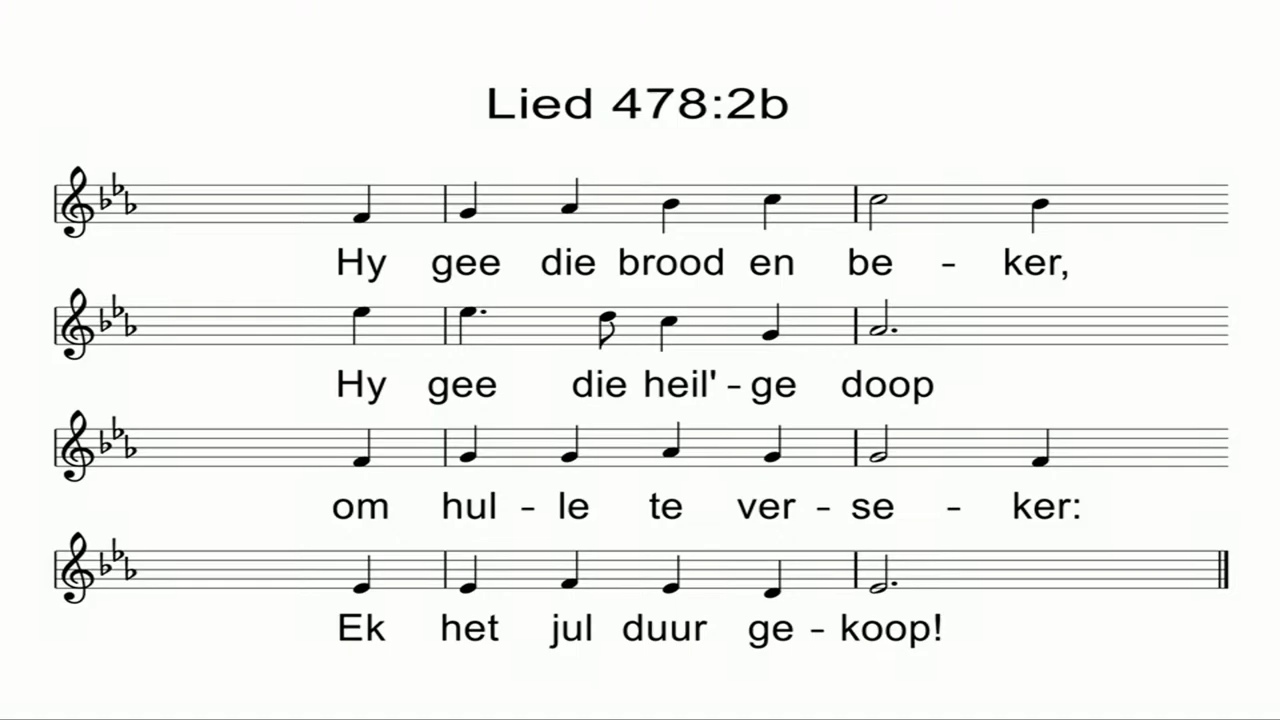 Lied 478:2b
Hy gee die brood en be - ker,
Hy gee die heil' - ge doop
om hul - le te ver - se - ker:
Ek het jul duur ge - koop!